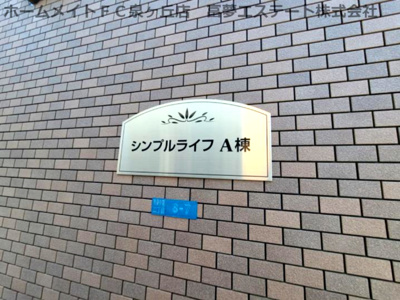 ホームメイトFC泉ヶ丘店 長夢エステート株式会社
シンプルライフ A棟